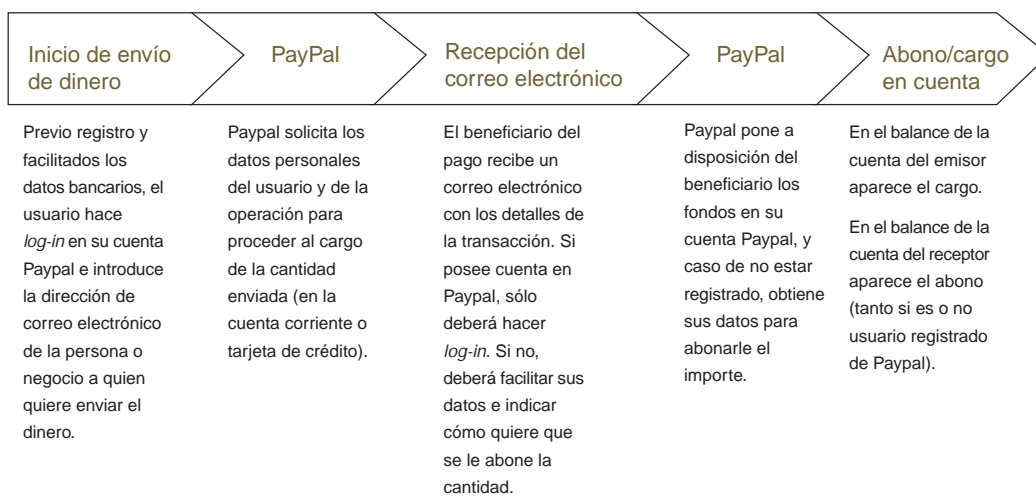 Inicio de envío
de dinero
PayPal
Recepción del
correo electrónico
PayPal
Abono/cargo
en cuenta
Previo registro y
facilitados los
datos bancarios, el
usuario hace
log-in en su cuenta
Paypal e introduce
la dirección de
correo electrónico
de la persona o
negocio a quien
quiere enviar el
dinero.
Paypal solicita los
datos personales
del usuario y de la
operación para
proceder al cargo
de la cantidad
enviada (en la
cuenta corriente o
tarjeta de crédito).
El beneficiario del
pago recibe un
correo electrónico
con los detalles de
la transacción. Si
posee cuenta en
Paypal, sólo
deberá hacer
log-in. Si no,
deberá facilitar sus
datos e indicar
cómo quiere que
se le abone la
cantidad.
Paypal pone a
disposición del
beneficiario los
fondos en su
cuenta Paypal, y
caso de no estar
registrado, obtiene
sus datos para
abonarle el
importe.
En el balance de la
cuenta del emisor
aparece el cargo.
En el balance de la
cuenta del receptor
aparece el abono
(tanto si es o no
usuario registrado
de Paypal).